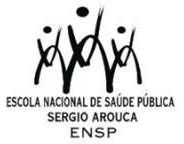 ESCOLA NACIONAL DE SAÚDE PÚBLICA
SERGIO AROUCA
ENSP